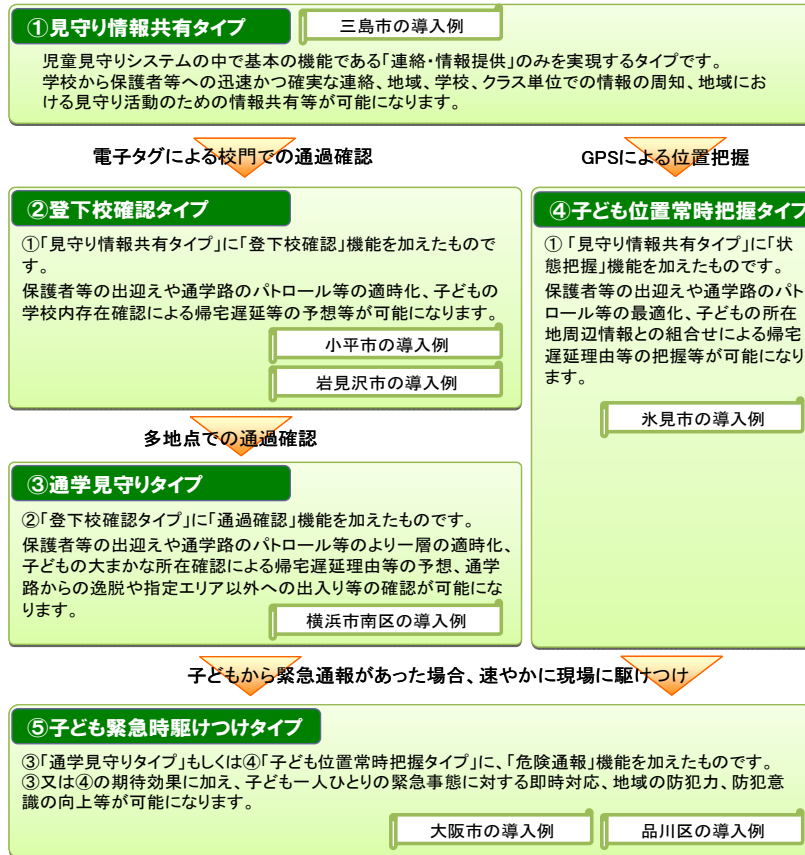 ①見守り情報共有タイプ
三島市の導入例
児童見守りシステムの中で基本の機能である「連絡・情報提供」のみを実現するタイプです。
学校から保護者等への迅速かつ確実な連絡、地域、学校、クラス単位での情報の周知、地域にお
ける見守り活動のための情報共有等が可能になります。
電子タグによる校門での通過確認
GPSによる位置把握
②登下校確認タイプ
①「見守り情報共有タイプ」に「登下校確認」機能を加えたもので
す。
保護者等の出迎えや通学路のパトロール等の適時化、子どもの
学校内存在確認による帰宅遅延等の予想等が可能になります。
小平市の導入例
岩見沢市の導入例
④子ども位置常時把握タイプ
①「見守り情報共有タイプ」に「状
態把握」機能を加えたものです。
保護者等の出迎えや通学路のパト
ロール等の最適化、子どもの所在
地周辺情報との組合せによる帰宅
遅延理由等の把握等が可能になり
ます。
氷見市の導入例
多地点での通過確認
③通学見守りタイプ
②「登下校確認タイプ」に「通過確認」機能を加えたものです。
保護者等の出迎えや通学路のパトロール等のより一層の適時化、
子どもの大まかな所在確認による帰宅遅延理由等の予想、通学
路からの逸脱や指定エリア以外への出入り等の確認が可能にな
ります。
横浜市南区の導入例
子どもから緊急通報があった場合、速やかに現場に駆けつけ
⑤子ども緊急時駆けつけタイプ
③「通学見守りタイプ」もしくは④「子ども位置常時把握タイプ」に、「危険通報」機能を加えたものです。
③又は④の期待効果に加え、子ども一人ひとりの緊急事態に対する即時対応、地域の防犯力、防犯意
識の向上等が可能になります。
大阪市の導入例
品川区の導入例